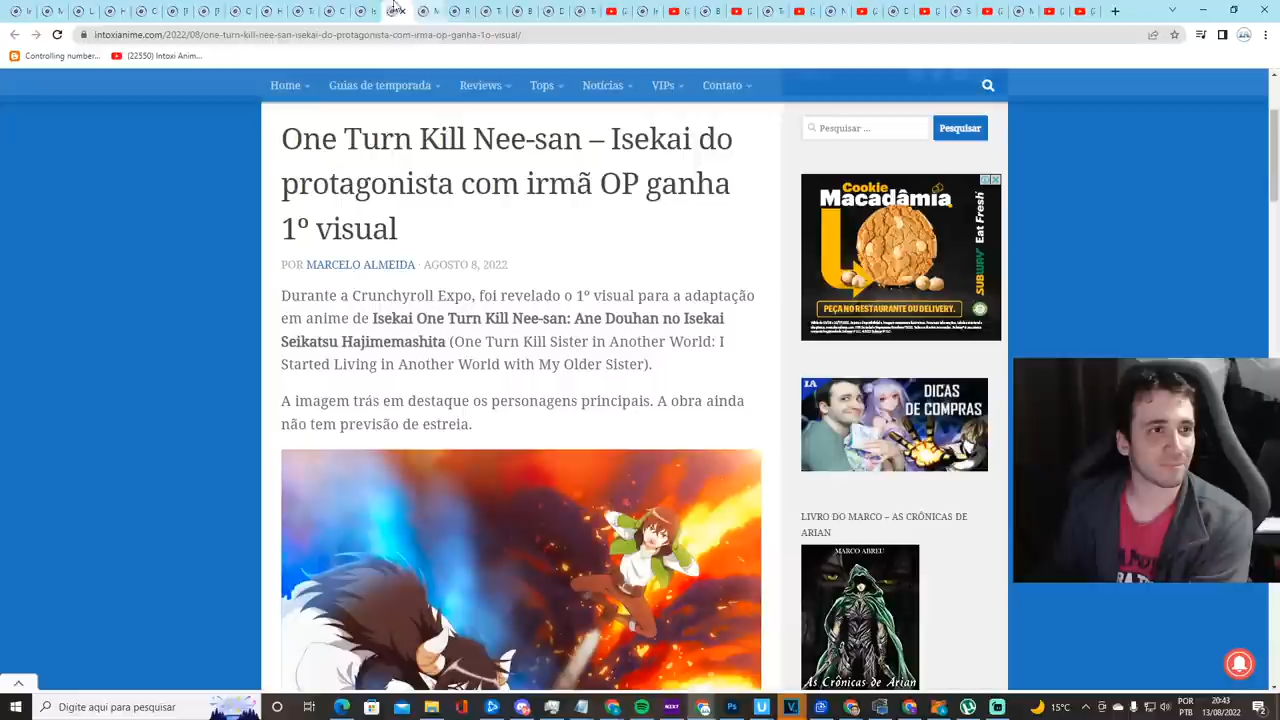 intoxianime.com/2022/08/one-turn-kill-nee-san-isekai-do-protagonista-com-irma-op-ganha-1o-visual/
Controlling number... (22550) Intoxi Anim...
Home Guias de temporada Reviews Tops Notícias VIPs Contato
One Turn Kill Nee-san – Isekai do
protagonista com irmã OP ganha
1º visual
POR MARCELO ALMEIDA · AGOSTO 8, 2022
Durante a Crunchyroll Expo, foi revelado o 1º visual para a adaptação
em anime de Isekai One Turn Kill Nee-san: Ane Douhan no Isekai
Seikatsu Hajimemashita (One Turn Kill Sister in Another World: I
Started Living in Another World with My Older Sister).
A imagem trás em destaque os personagens principais. A obra ainda
não tem previsão de estreia.
Pesquisar ... Pesquisar
Cookie
Macadâmia
SUBWAY Eat Fresh
PEÇA NO RESTAURANTE OU DELIVERY.
IA
DICAS
DE COMPRAS
LIVRO DO MARCO – AS CRÔNICAS DE
ARIAN
MARCO ABREU
As Crônicas de Arian
Digite aqui para pesquisar
NEXT
15°C
POR
PTB
20:43
13/08/2022